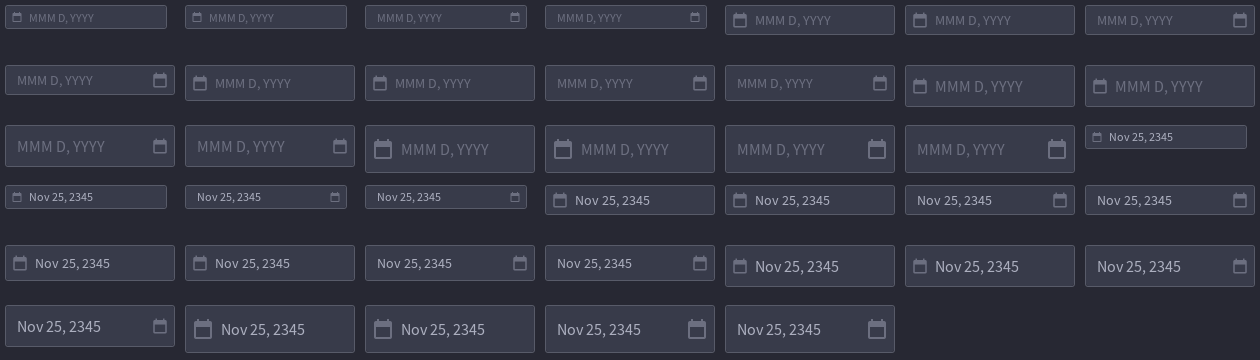 MMM D, YYYY MMM D, YYYY MMM D, YYYY MMM D, YYYY MMM D, YYYY MMM D, YYYY MMM D, YYYY
MMM D, YYYY MMM D, YYYY MMM D, YYYY MMM D, YYYY MMM D, YYYY MMM D, YYYY MMM D, YYYY
MMM D, YYYY MMM D, YYYY MMM D, YYYY MMM D, YYYY MMM D, YYYY MMM D, YYYY Nov 25, 2345
Nov 25, 2345 Nov 25, 2345 Nov 25, 2345 Nov 25, 2345 Nov 25, 2345 Nov 25, 2345 Nov 25, 2345
Nov 25, 2345 Nov 25, 2345 Nov 25, 2345 Nov 25, 2345 Nov 25, 2345 Nov 25, 2345 Nov 25, 2345
Nov 25, 2345 Nov 25, 2345 Nov 25, 2345 Nov 25, 2345 Nov 25, 2345